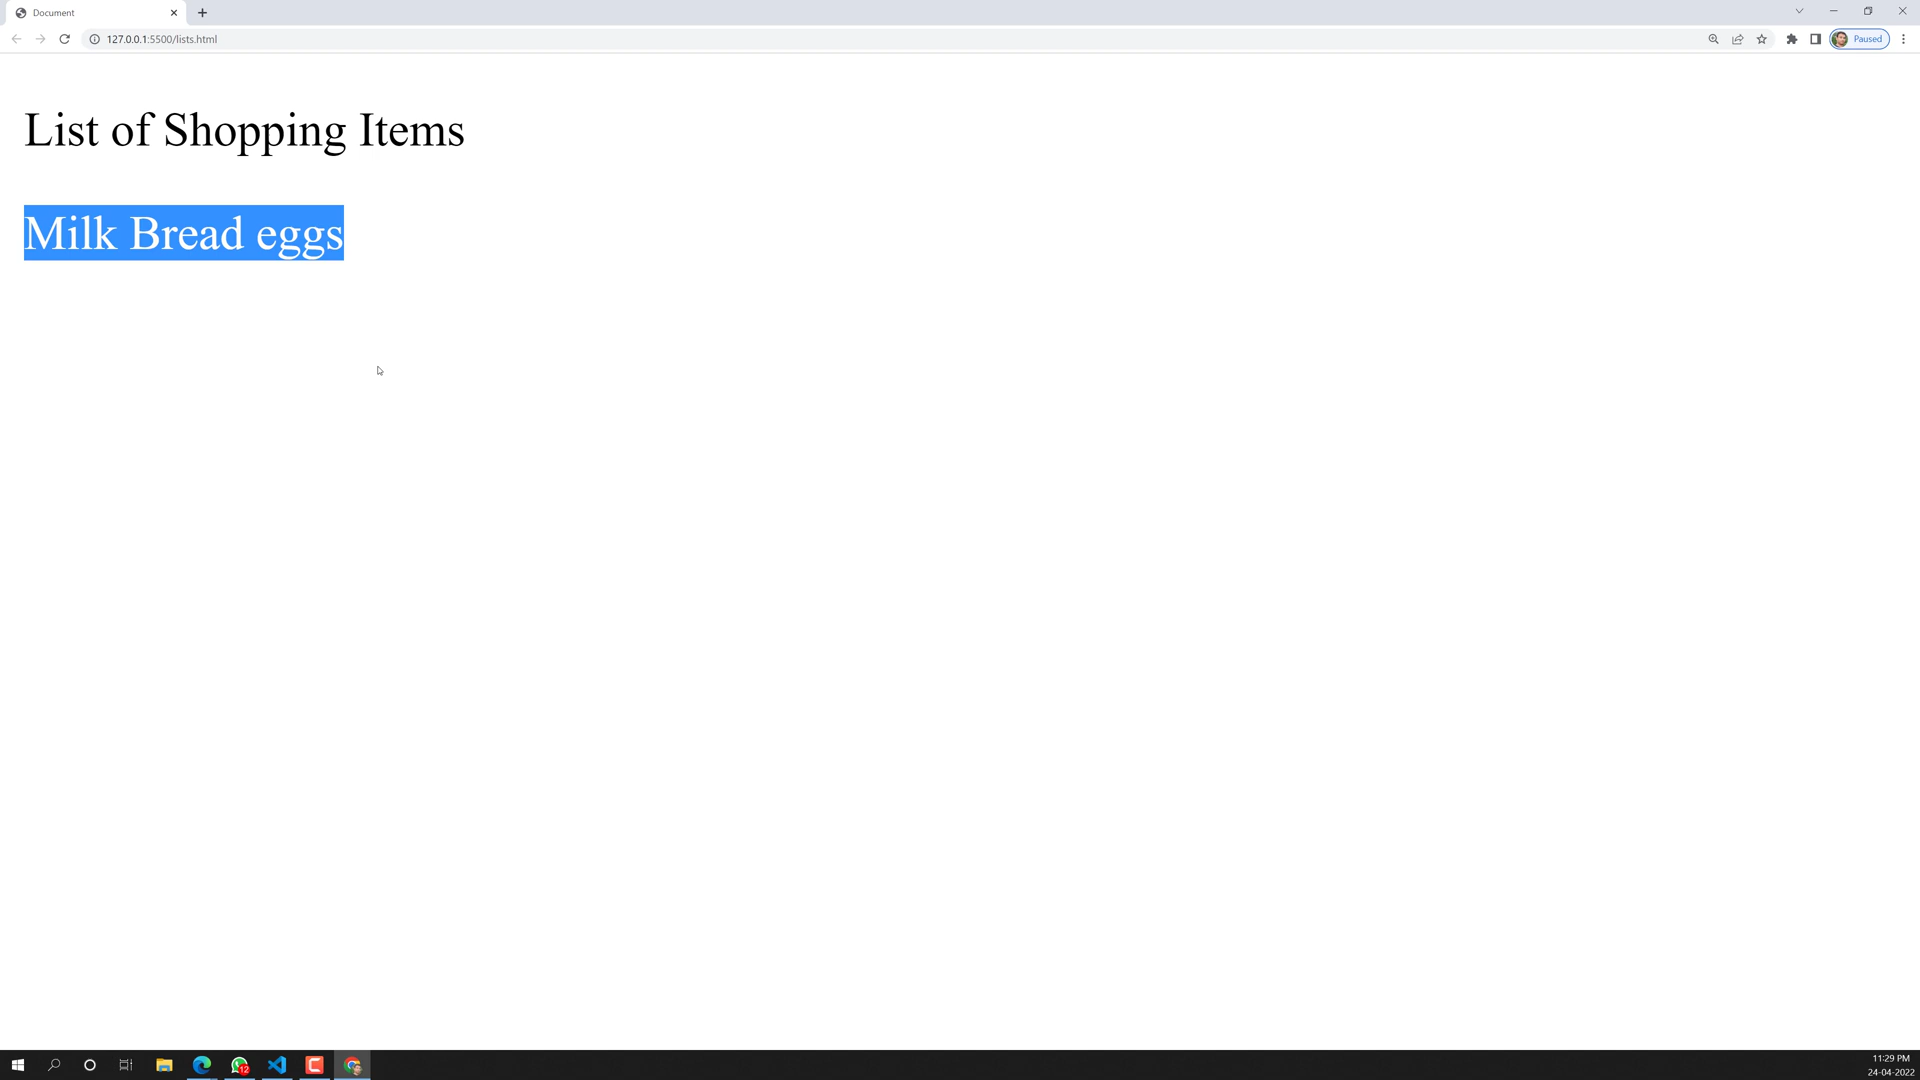 Document
127.0.0.1:5500/lists.html
Paused
List of Shopping Items
Milk Bread eggs
12
11:29 PM
24-04-2022